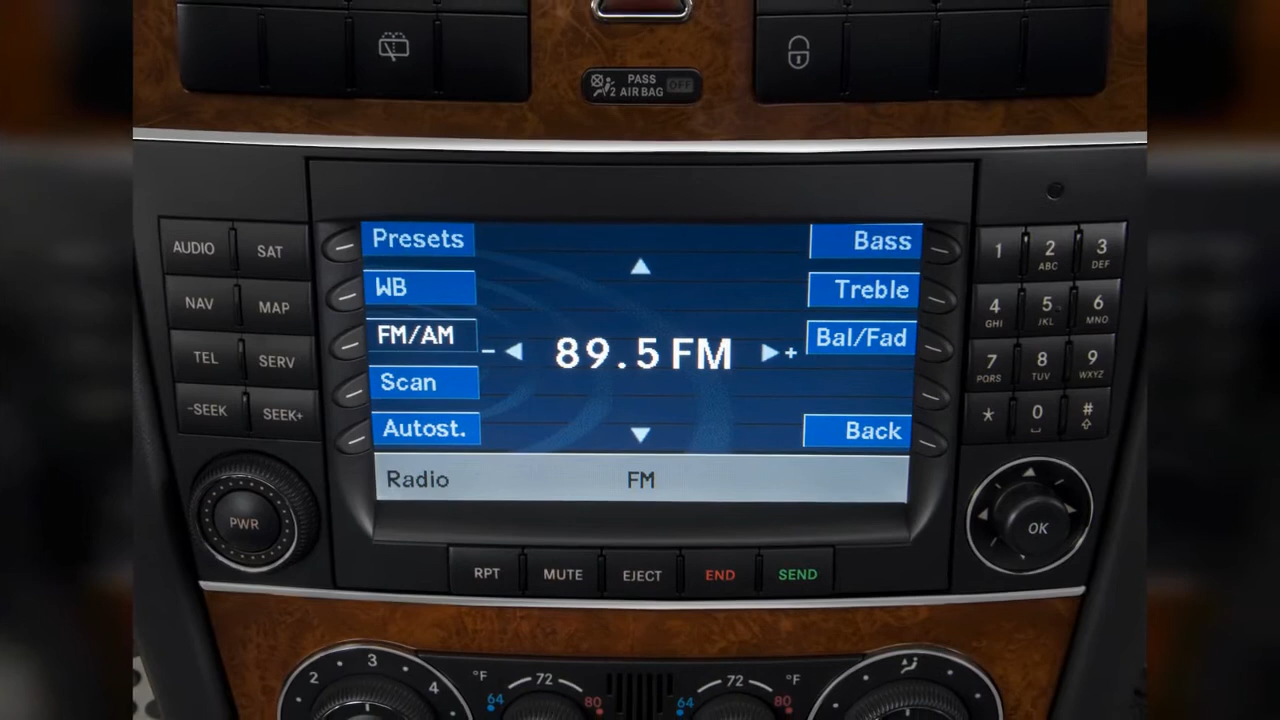 PASS
2 AIRBAG OFF
AUDIO SAT
NAV MAP
TEL SERV
-SEEK SEEK+
PWR
Presets
WB
FM/AM
Scan
Autost.
- 89.5 FM +
Bass
Treble
Bal/Fad
Back
Radio FM
1 2 ABC 3 DEF
4 GHI 5 JKL 6 MNO
7 PQRS 8 TUV 9 WXYZ
* 0 #
OK
RPT MUTE EJECT END SEND
2 3 4
°F 64 72 80
64 72 80 °F